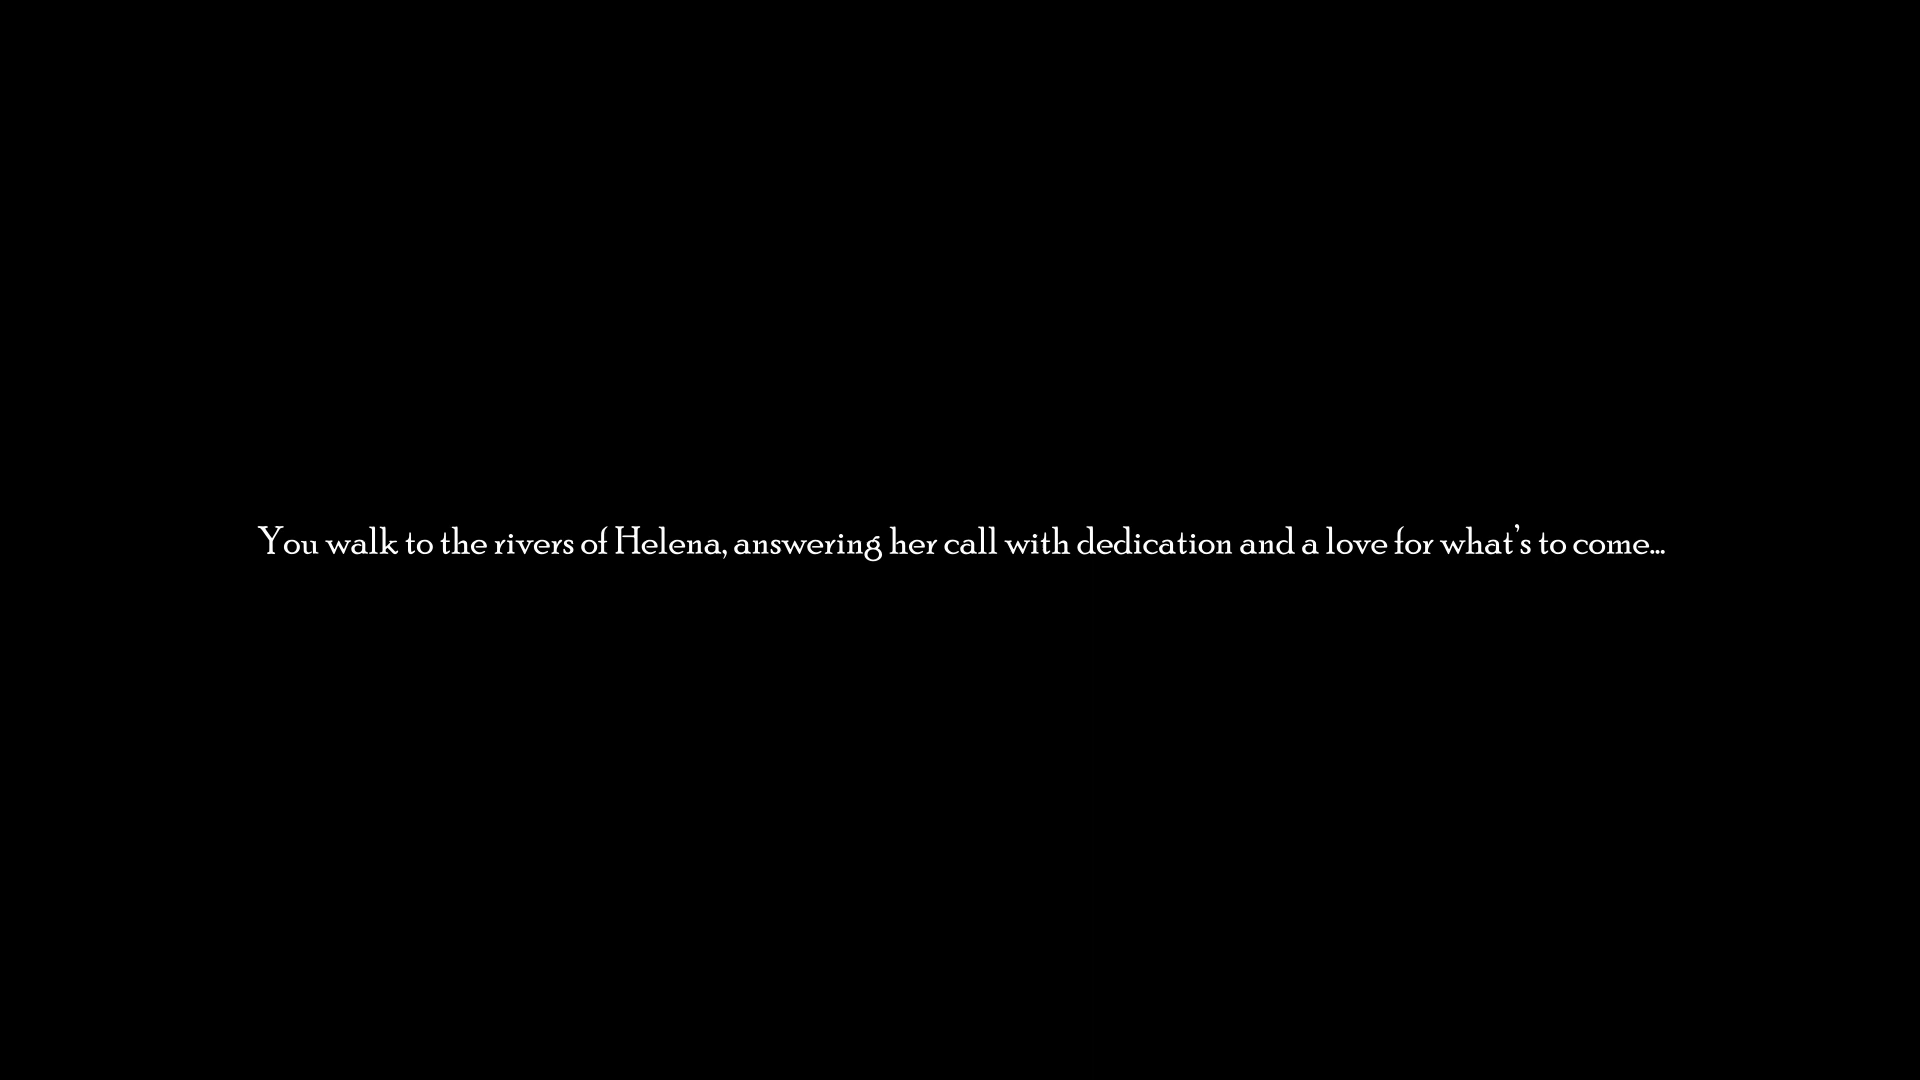 You walk to the rivers of Helena, answering her call with dedication and a love for what's to come...